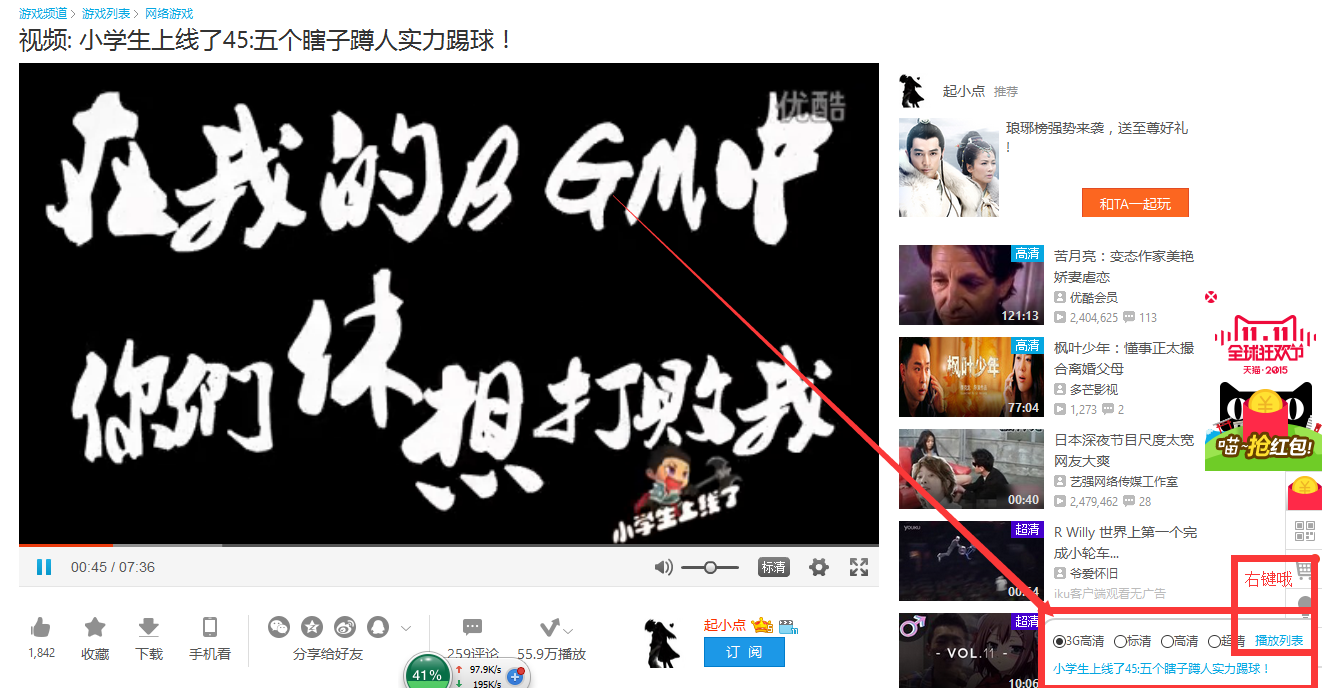 游戏频道> 游戏列表> 网络游戏
视频: 小学生上线了45:五个瞎子蹲人实力踢球！
优酷
在我的BGM中
你们休想打败我
小学生上线了
00:45 / 07:36
标清
1,842
收藏
下载
手机看
分享给好友
259评论
55.9万播放
起小点
订 阅
41%
97.9K/s
195K/s
起小点 推荐
琅琊榜强势来袭，送至尊好礼
！
和TA一起玩
高清
121:13
苦月亮：变态作家美艳
娇妻虐恋
优酷会员
2,404,625 113
高清
枫叶少年
77:04
枫叶少年：懂事正太撮
合离婚父母
多芒影视
1,273 2
00:40
日本深夜节目尺度太宽
网友大爽
艺强网络传媒工作室
2,479,462 28
YOUKU
超清
00:54
R Willy 世界上第一个完
成小轮车...
爷爱怀旧
iku客户端观看无广告
超清
- VOL.11 -
10:06
11.11
全球狂欢节
天猫·2015
喵~抢红包!
右键哦
3G高清 标清 高清 超清 播放列表
小学生上线了45:五个瞎子蹲人实力踢球！